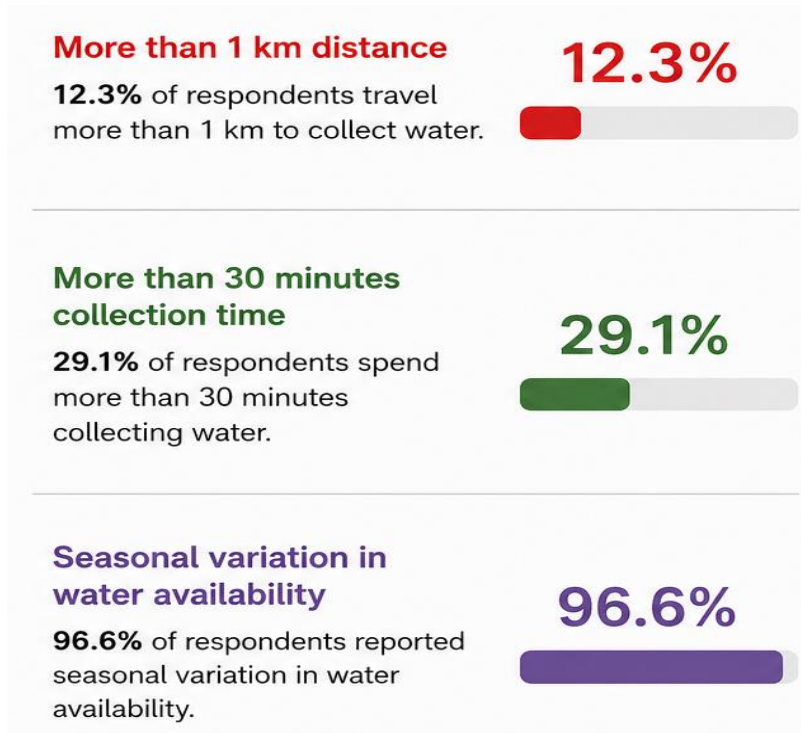 More than 1 km distance
12.3%
12.3% of respondents travel
more than 1 km to collect water.
More than 30 minutes
collection time
29.1%
29.1% of respondents spend
more than 30 minutes
collecting water.
Seasonal variation in
water availability
96.6%
96.6% of respondents reported
seasonal variation in water
availability.